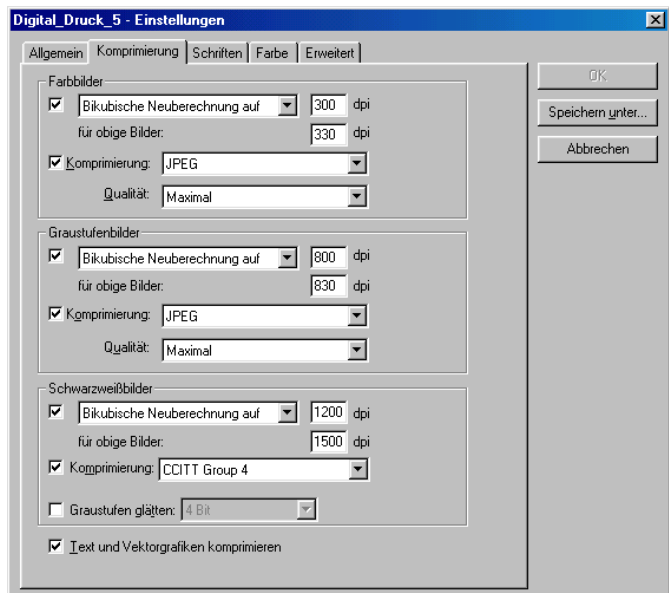 Digital_Druck_5 - Einstellungen
Allgemein Komprimierung Schriften Farbe Erweitert
Farbbilder
Bikubische Neuberechnung auf 300 dpi
für obige Bilder: 330 dpi
Komprimierung: JPEG
Qualität: Maximal
Graustufenbilder
Bikubische Neuberechnung auf 800 dpi
für obige Bilder: 830 dpi
Komprimierung: JPEG
Qualität: Maximal
Schwarzweißbilder
Bikubische Neuberechnung auf 1200 dpi
für obige Bilder: 1500 dpi
Komprimierung: CCITT Group 4
Graustufen glätten: 4 Bit
Text und Vektorgrafiken komprimieren
OK
Speichern unter...
Abbrechen